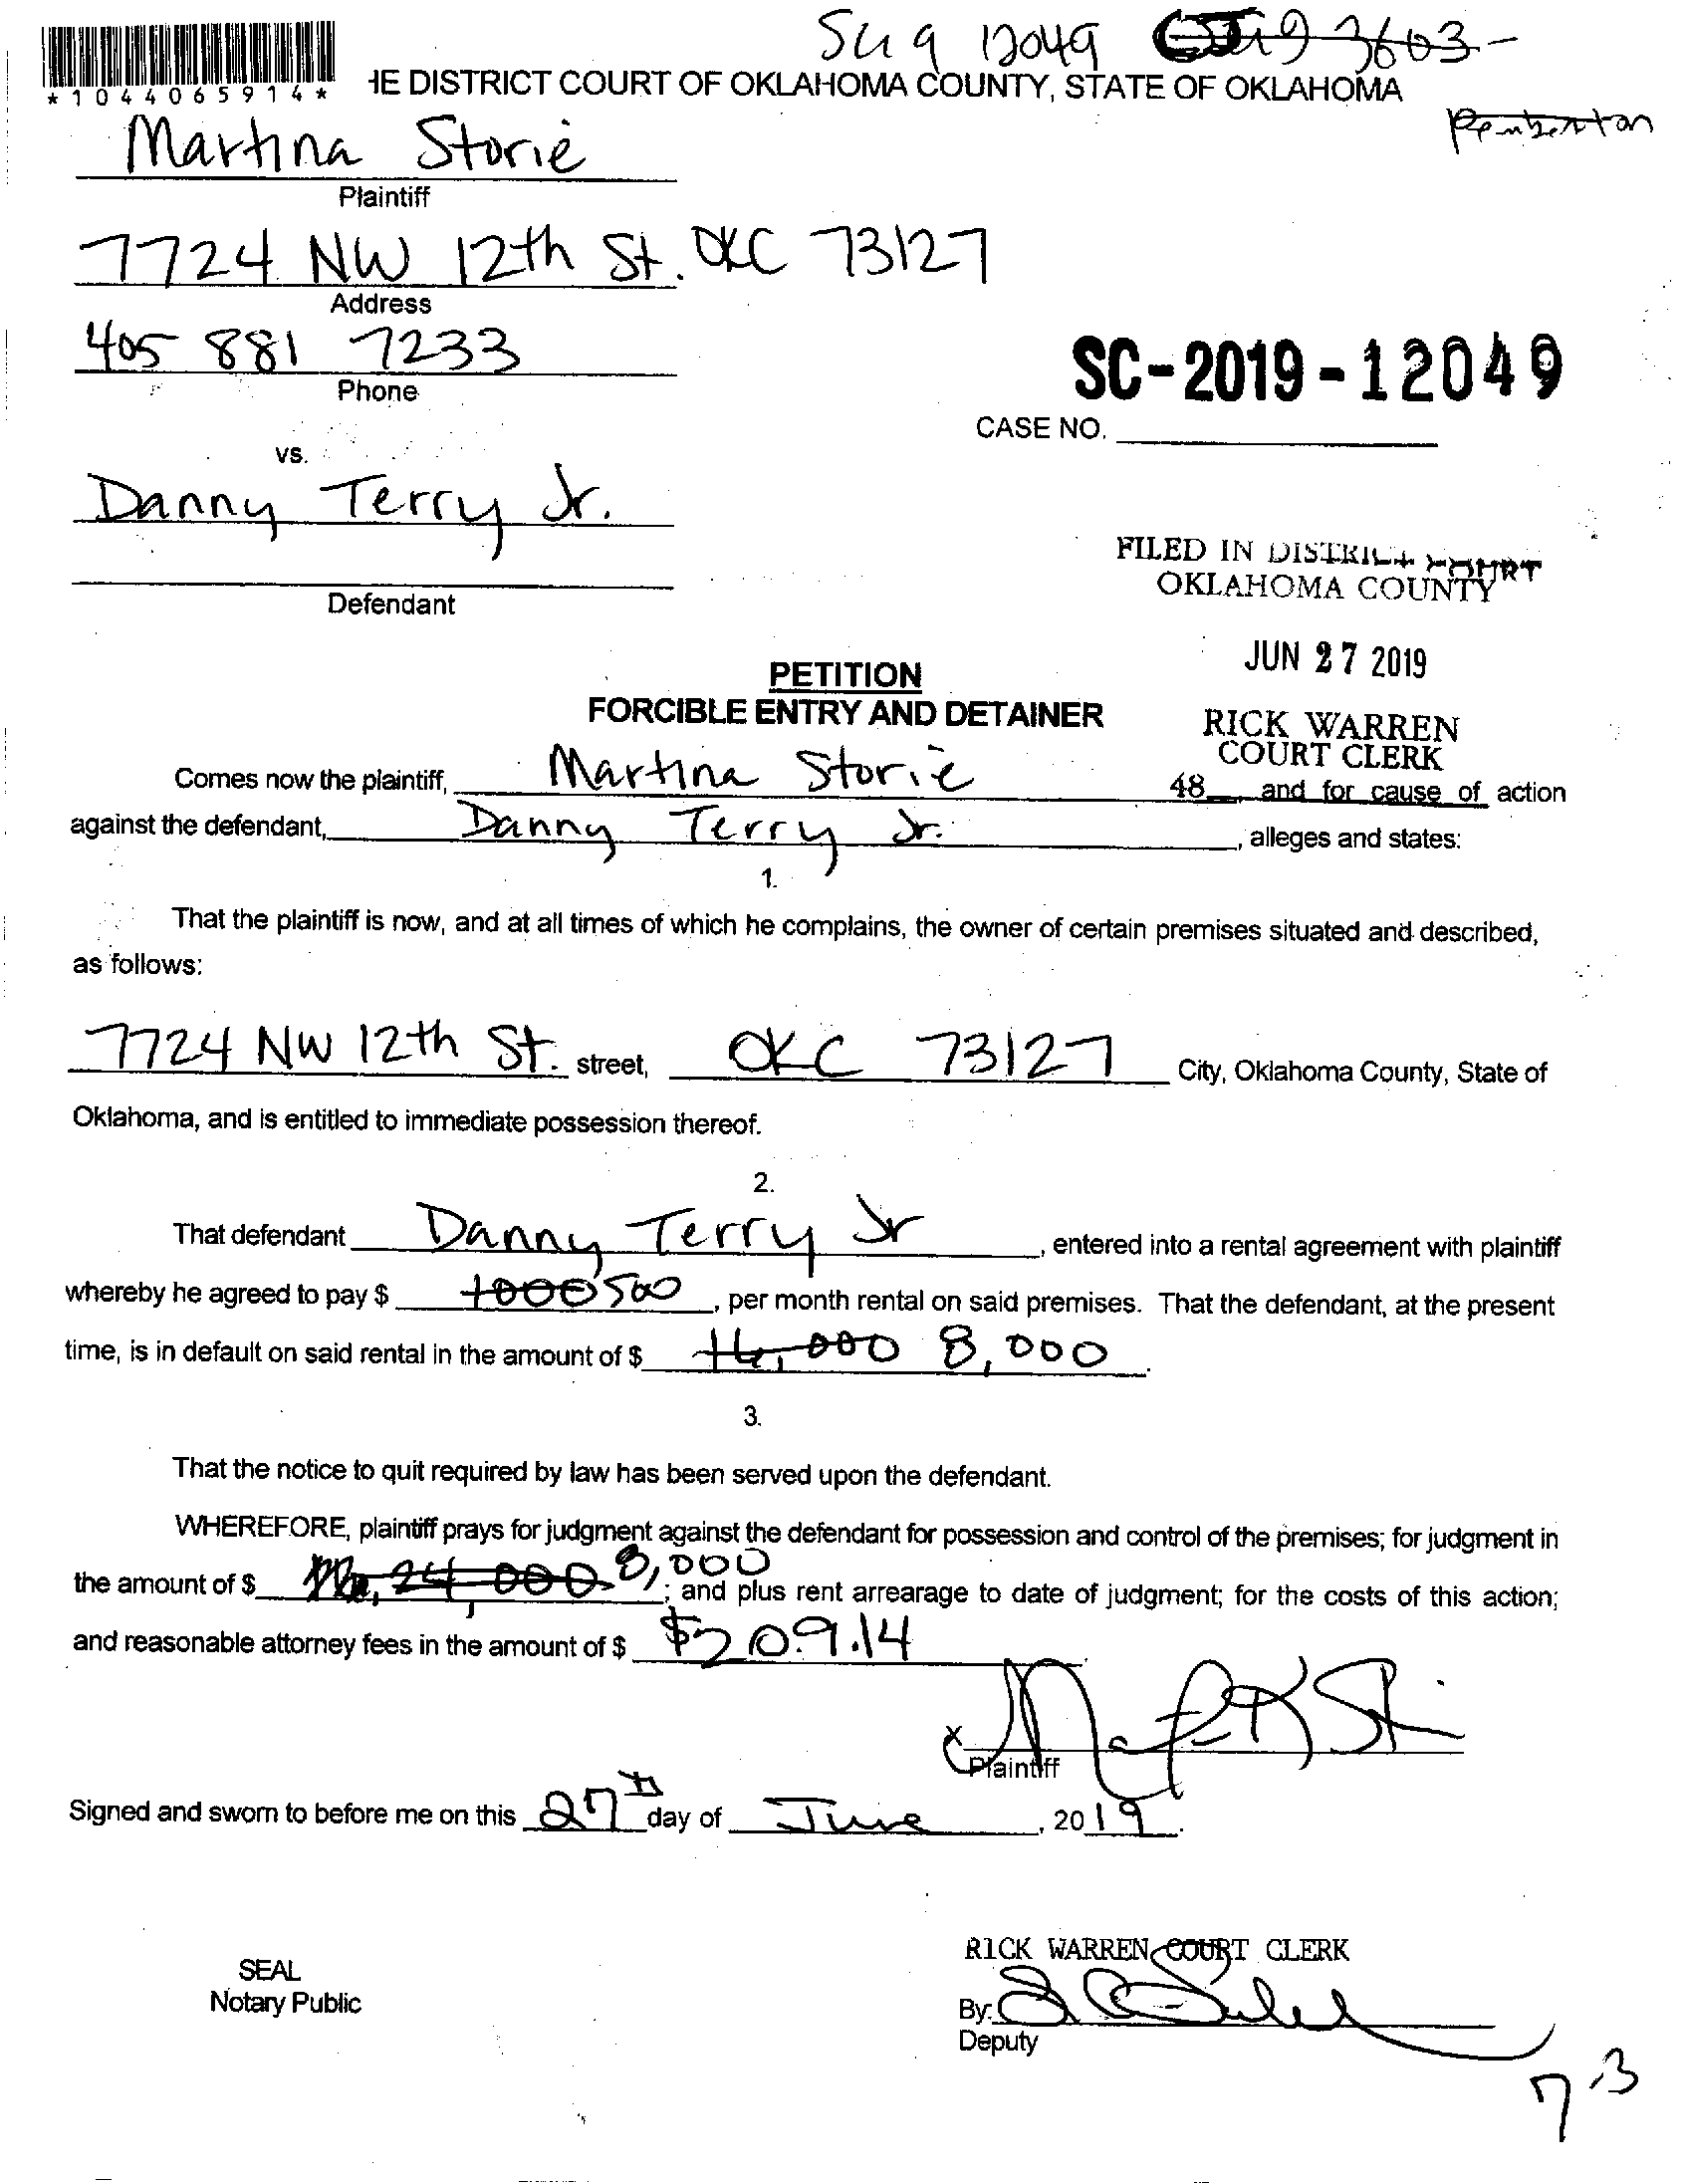 SC19 12049 CJ19 3603-
*1044065914*
HE DISTRICT COURT OF OKLAHOMA COUNTY, STATE OF OKLAHOMA
Pemberton
Martina Storie
Plaintiff
7724 NW 12th St. OKC 73127
Address
405 881 7233
Phone
SC-2019-12049
CASE NO.
vs.
Danny Terry Jr.
Defendant
FILED IN DISTRICT COURT
OKLAHOMA COUNTY
JUN 27 2019
PETITION
FORCIBLE ENTRY AND DETAINER
RICK WARREN
COURT CLERK
Comes now the plaintiff, Martina Storie 48 , and for cause of action
against the defendant, Danny Terry Jr. , alleges and states:
1.
That the plaintiff is now, and at all times of which he complains, the owner of certain premises situated and described,
as follows:
7724 NW 12th St. street, OKC 73127 City, Oklahoma County, State of
Oklahoma, and is entitled to immediate possession thereof.
2.
That defendant Danny Terry Jr , entered into a rental agreement with plaintiff
whereby he agreed to pay $ 1000 500 , per month rental on said premises. That the defendant, at the present
time, is in default on said rental in the amount of $ 16,000 8,000 .
3.
That the notice to quit required by law has been served upon the defendant.
WHEREFORE, plaintiff prays for judgment against the defendant for possession and control of the premises; for judgment in
the amount of $ 24,000 8,000 ; and plus rent arrearage to date of judgment; for the costs of this action;
and reasonable attorney fees in the amount of $ $209.14
X
Plaintiff
Signed and sworn to before me on this 27th day of June , 2019.
RICK WARREN COURT CLERK
SEAL
Notary Public
By:
Deputy
7-3